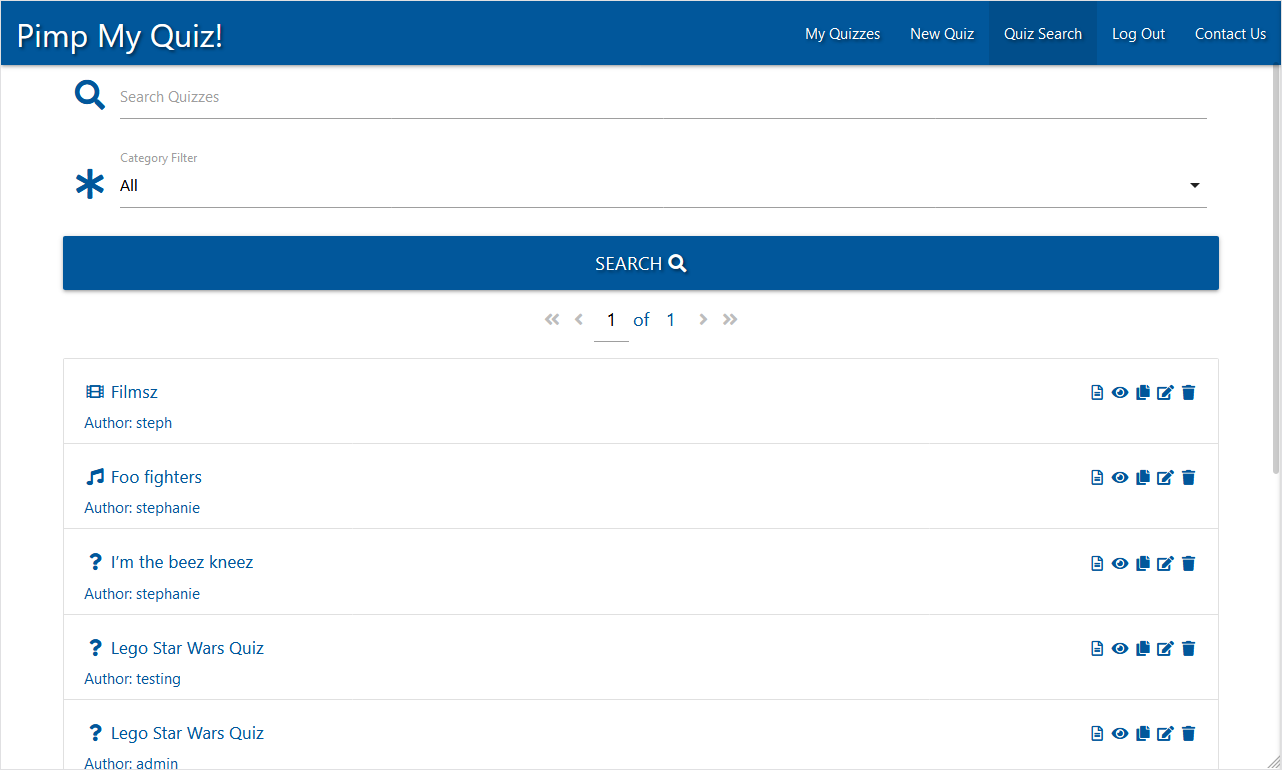 Pimp My Quiz!
My Quizzes New Quiz Quiz Search Log Out Contact Us
Search Quizzes
Category Filter
All
SEARCH
1 of 1
Filmsz
Author: steph
Foo fighters
Author: stephanie
I’m the beez kneez
Author: stephanie
Lego Star Wars Quiz
Author: testing
Lego Star Wars Quiz
Author: admin